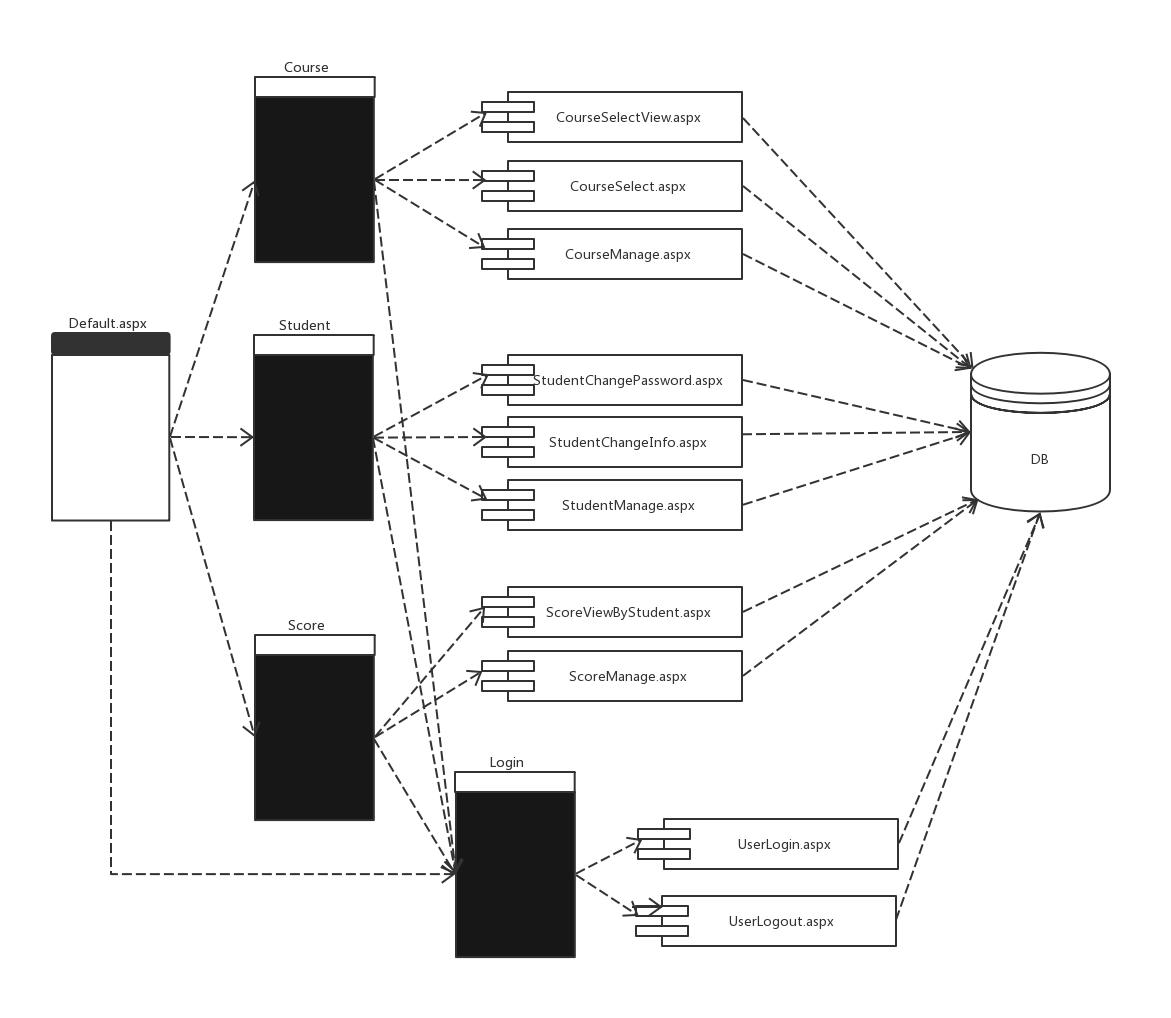 Course
CourseSelectView.aspx
CourseSelect.aspx
CourseManage.aspx
Default.aspx
Student
StudentChangePassword.aspx
StudentChangeInfo.aspx
StudentManage.aspx
DB
Score
ScoreViewByStudent.aspx
ScoreManage.aspx
Login
UserLogin.aspx
UserLogout.aspx